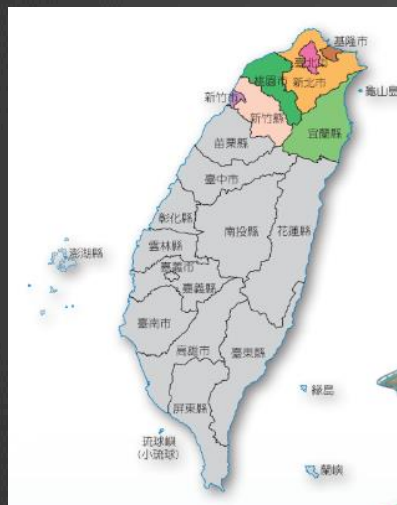 基隆市
臺北市
新北市
桃園市
龜山島
新竹市
新竹縣
宜蘭縣
苗栗縣
臺中市
彰化縣
南投縣
花蓮縣
雲林縣
澎湖縣
嘉義市
嘉義縣
臺南市
高雄市
臺東縣
綠島
屏東縣
琉球嶼
(小琉球)
蘭嶼